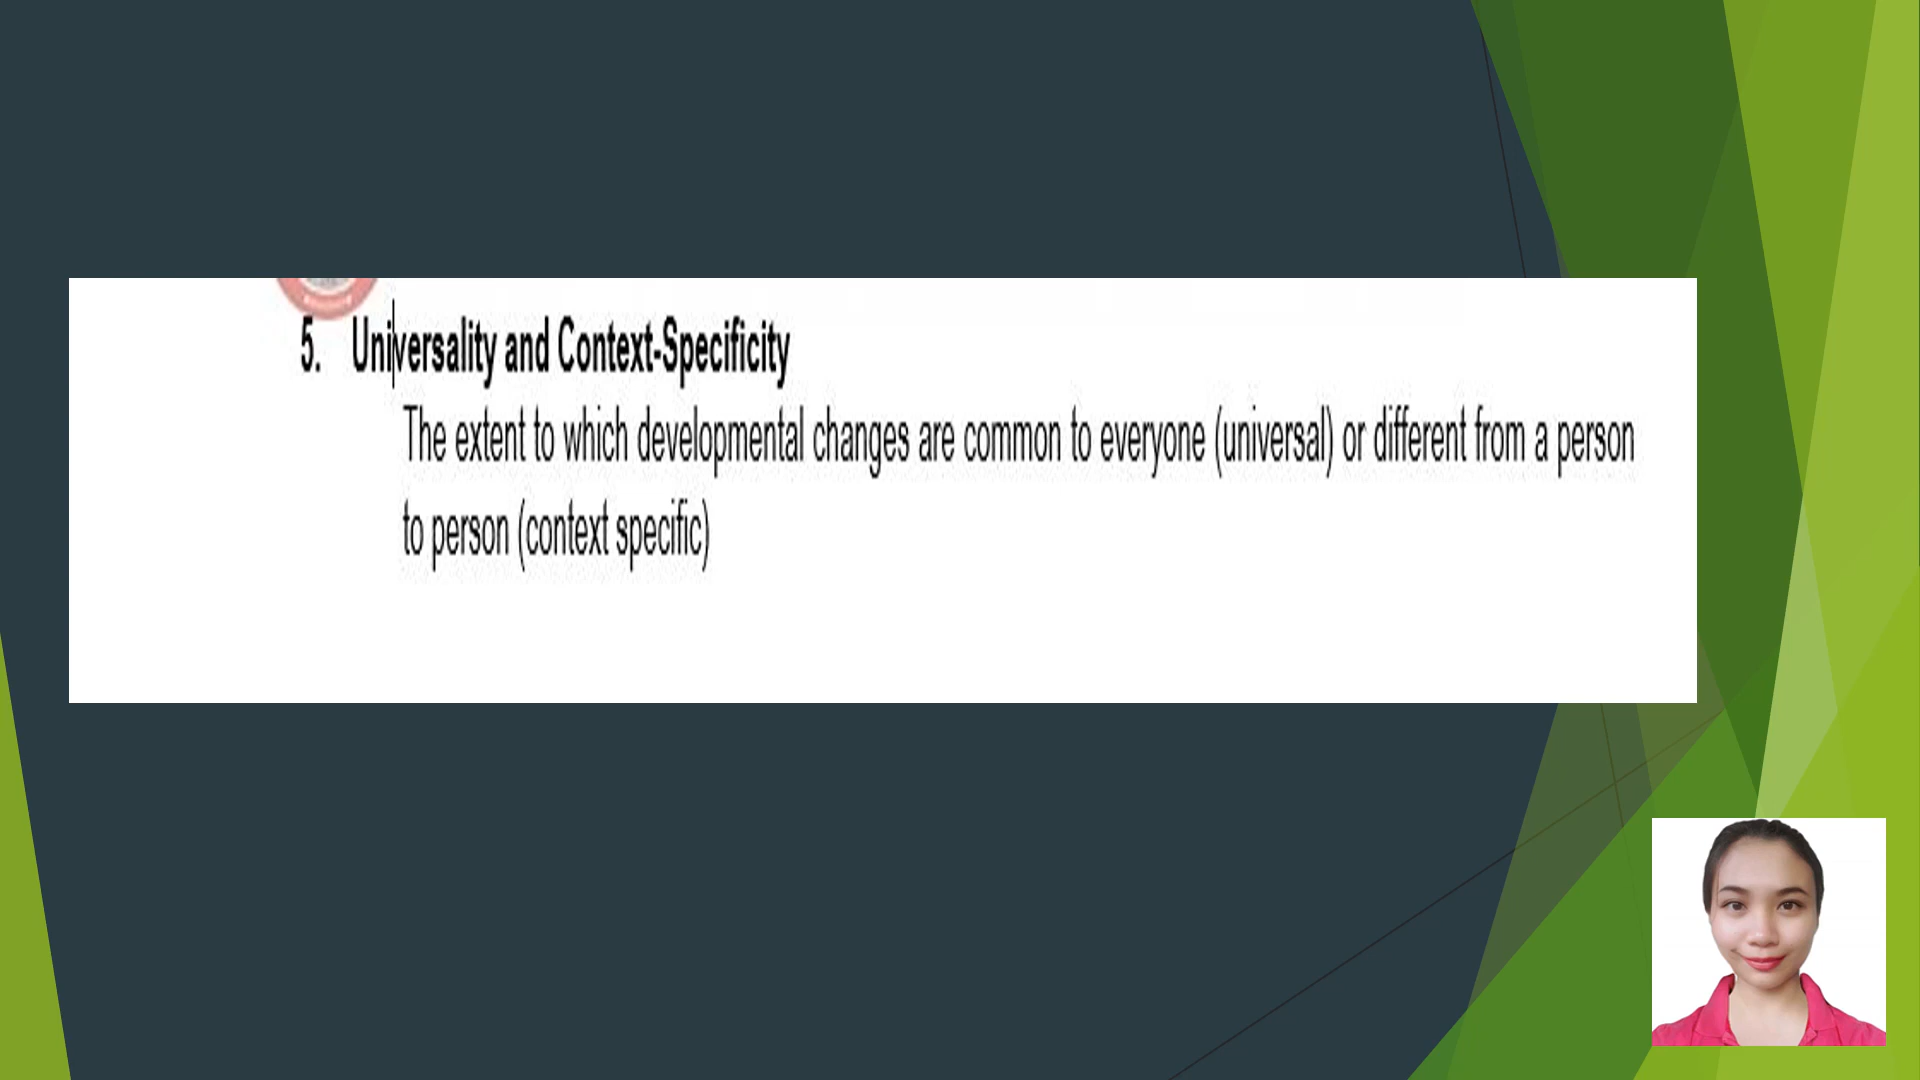 5. Universality and Context-Specificity
The extent to which developmental changes are common to everyone (universal) or different from a person
to person (context specific)